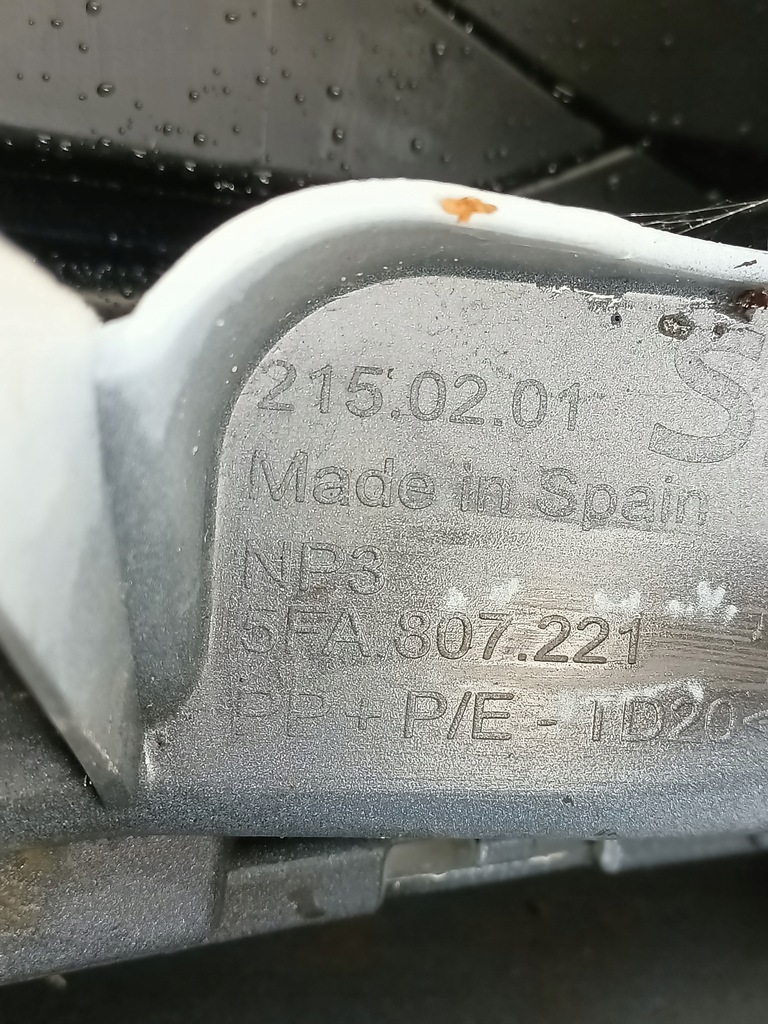 215.02.01
Made in Spain
NP3
5FA.807.221
PP + P/E - TD20<
S